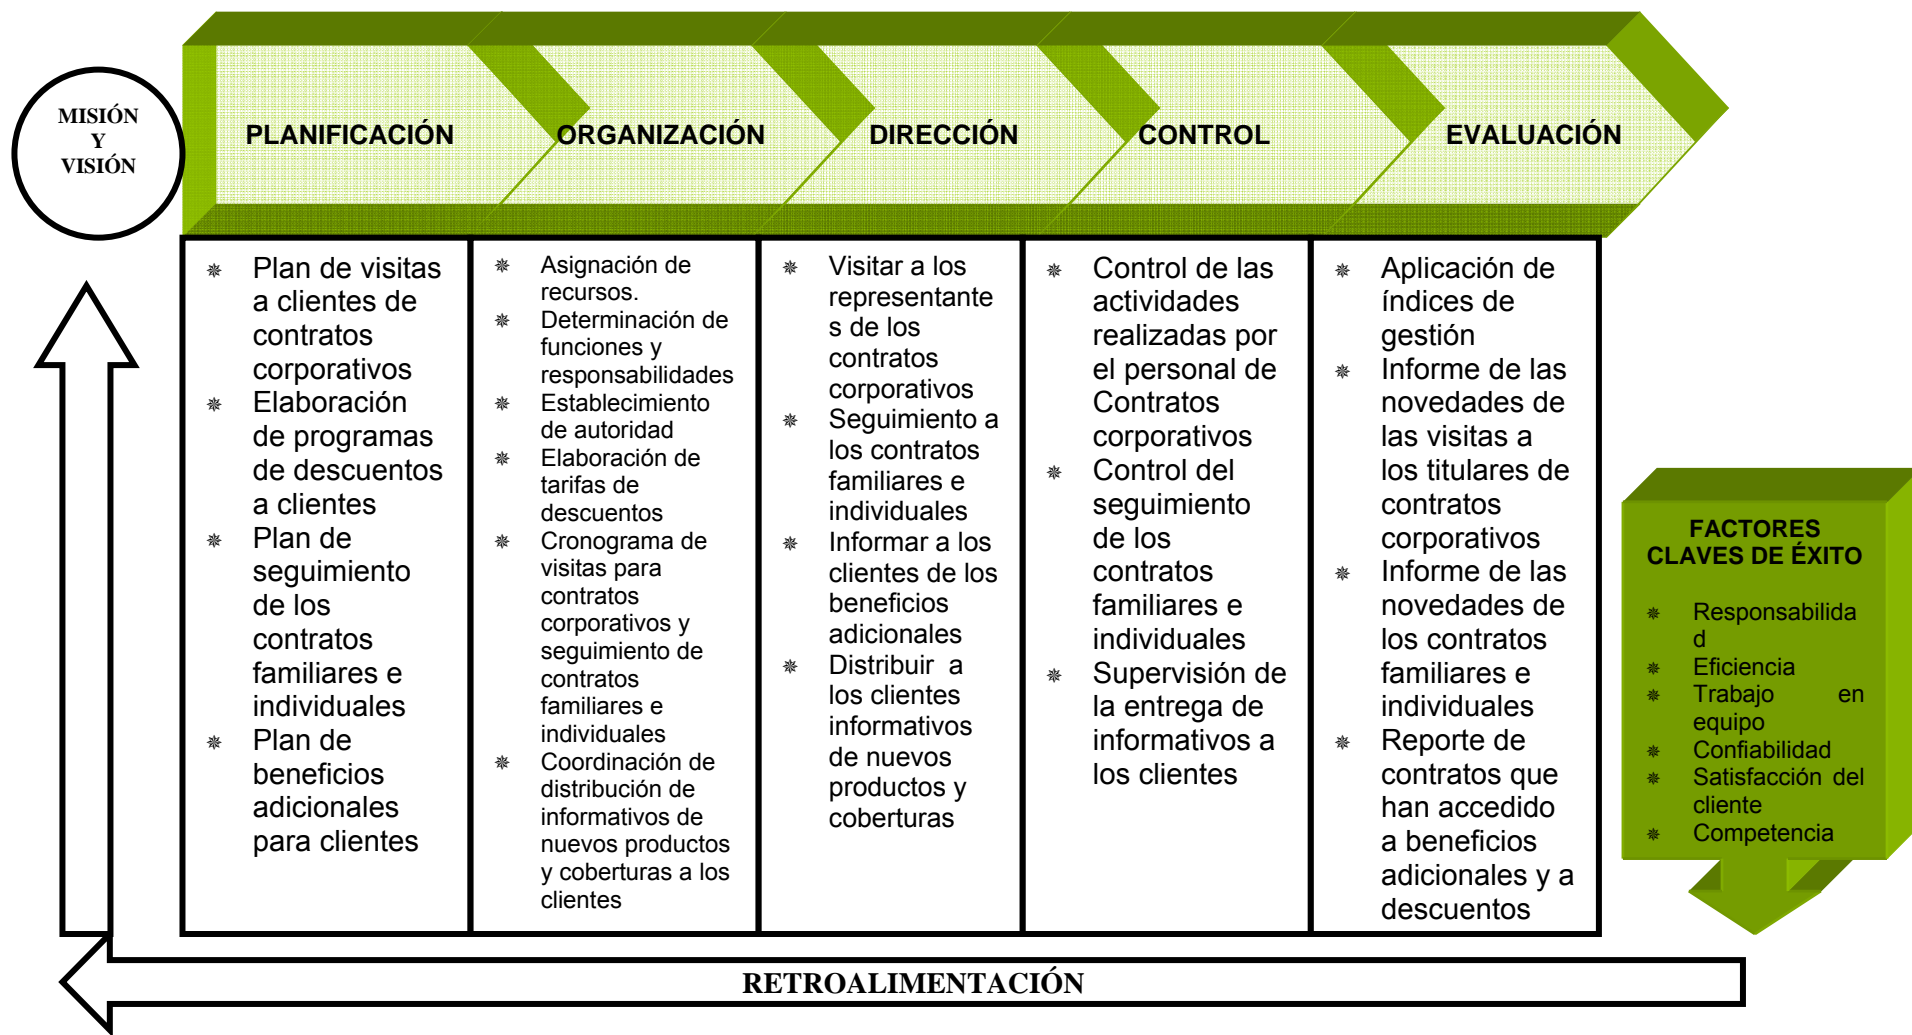 MISIÓN
Y
VISIÓN
PLANIFICACIÓN
ORGANIZACIÓN
DIRECCIÓN
CONTROL
EVALUACIÓN
Plan de visitas
a clientes de
contratos
corporativos
Elaboración
de programas
de descuentos
a clientes
Plan de
seguimiento
de los
contratos
familiares e
individuales
Plan de
beneficios
adicionales
para clientes
Asignación de
recursos.
Determinación de
funciones y
responsabilidades
Establecimiento
de autoridad
Elaboración de
tarifas de
descuentos
Cronograma de
visitas para
contratos
corporativos y
seguimiento de
contratos
familiares e
individuales
Coordinación de
distribución de
informativos de
nuevos productos
y coberturas a los
clientes
Visitar a los
representante
s de los
contratos
corporativos
Seguimiento a
los contratos
familiares e
individuales
Informar a los
clientes de los
beneficios
adicionales
Distribuir a
los clientes
informativos
de nuevos
productos y
coberturas
Control de las
actividades
realizadas por
el personal de
Contratos
corporativos
Control del
seguimiento
de los
contratos
familiares e
individuales
Supervisión de
la entrega de
informativos a
los clientes
Aplicación de
índices de
gestión
Informe de las
novedades de
las visitas a
los titulares de
contratos
corporativos
Informe de las
novedades de
los contratos
familiares e
individuales
Reporte de
contratos que
han accedido
a beneficios
adicionales y a
descuentos
FACTORES
CLAVES DE ÉXITO
Responsabilida
d
Eficiencia
Trabajo en
equipo
Confiabilidad
Satisfacción del
cliente
Competencia
RETROALIMENTACIÓN